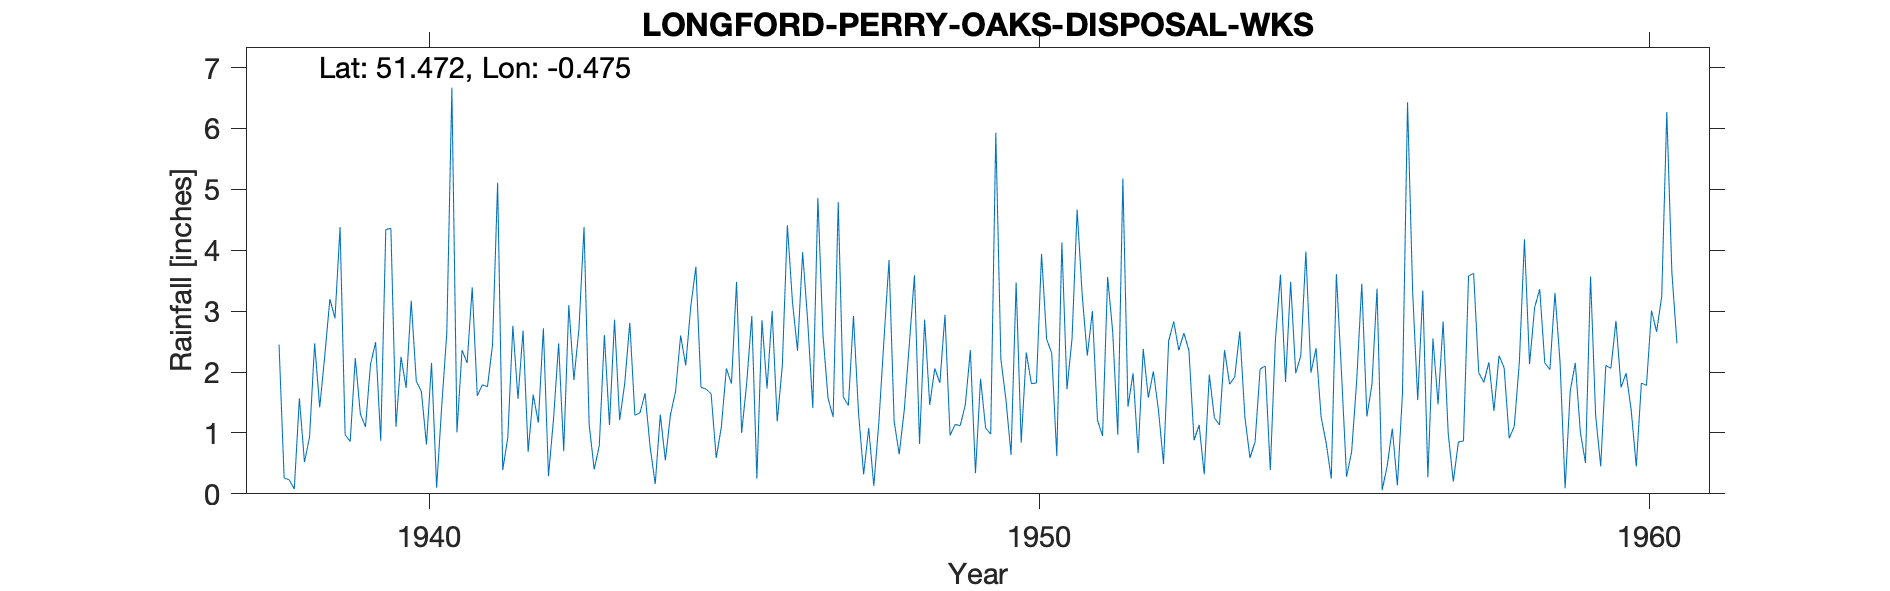 LONGFORD-PERRY-OAKS-DISPOSAL-WKS
Lat: 51.472, Lon: -0.475
7
6
5
4
3
2
1
0
Rainfall [inches]
1940 1950 1960
Year